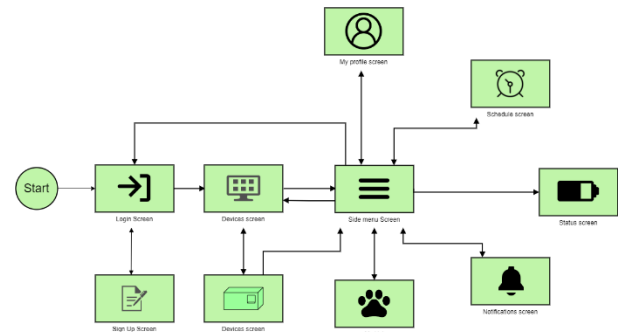 My profile screen
Schedule screen
Start
Login Screen
Devices screen
Side menu Screen
Status screen
Sign Up Screen
Devices screen
Notifications screen